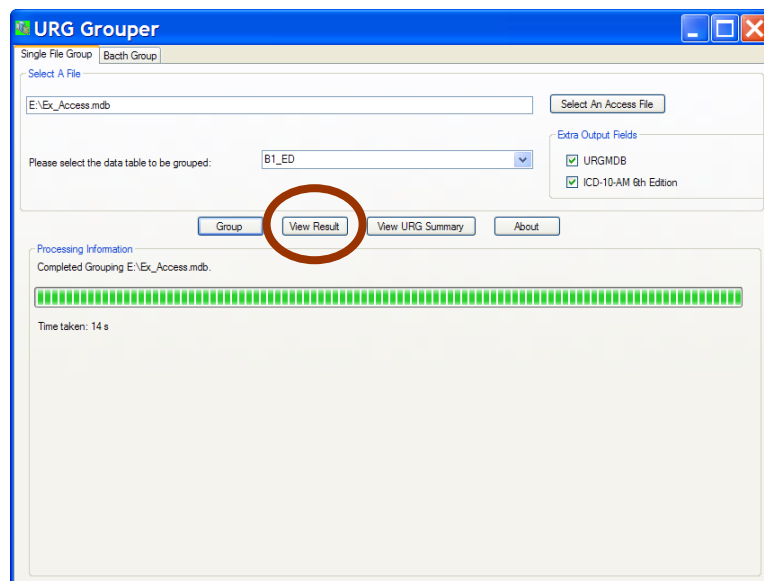 URG Grouper
Single File Group Bacth Group
Select A File
E:\Ex_Access.mdb
Select An Access File
Extra Output Fields
Please select the data table to be grouped:
B1_ED
URGMDB
ICD-10-AM 6th Edition
Group View Result View URG Summary About
Processing Information
Completed Grouping E:\Ex_Access.mdb.
Time taken: 14 s